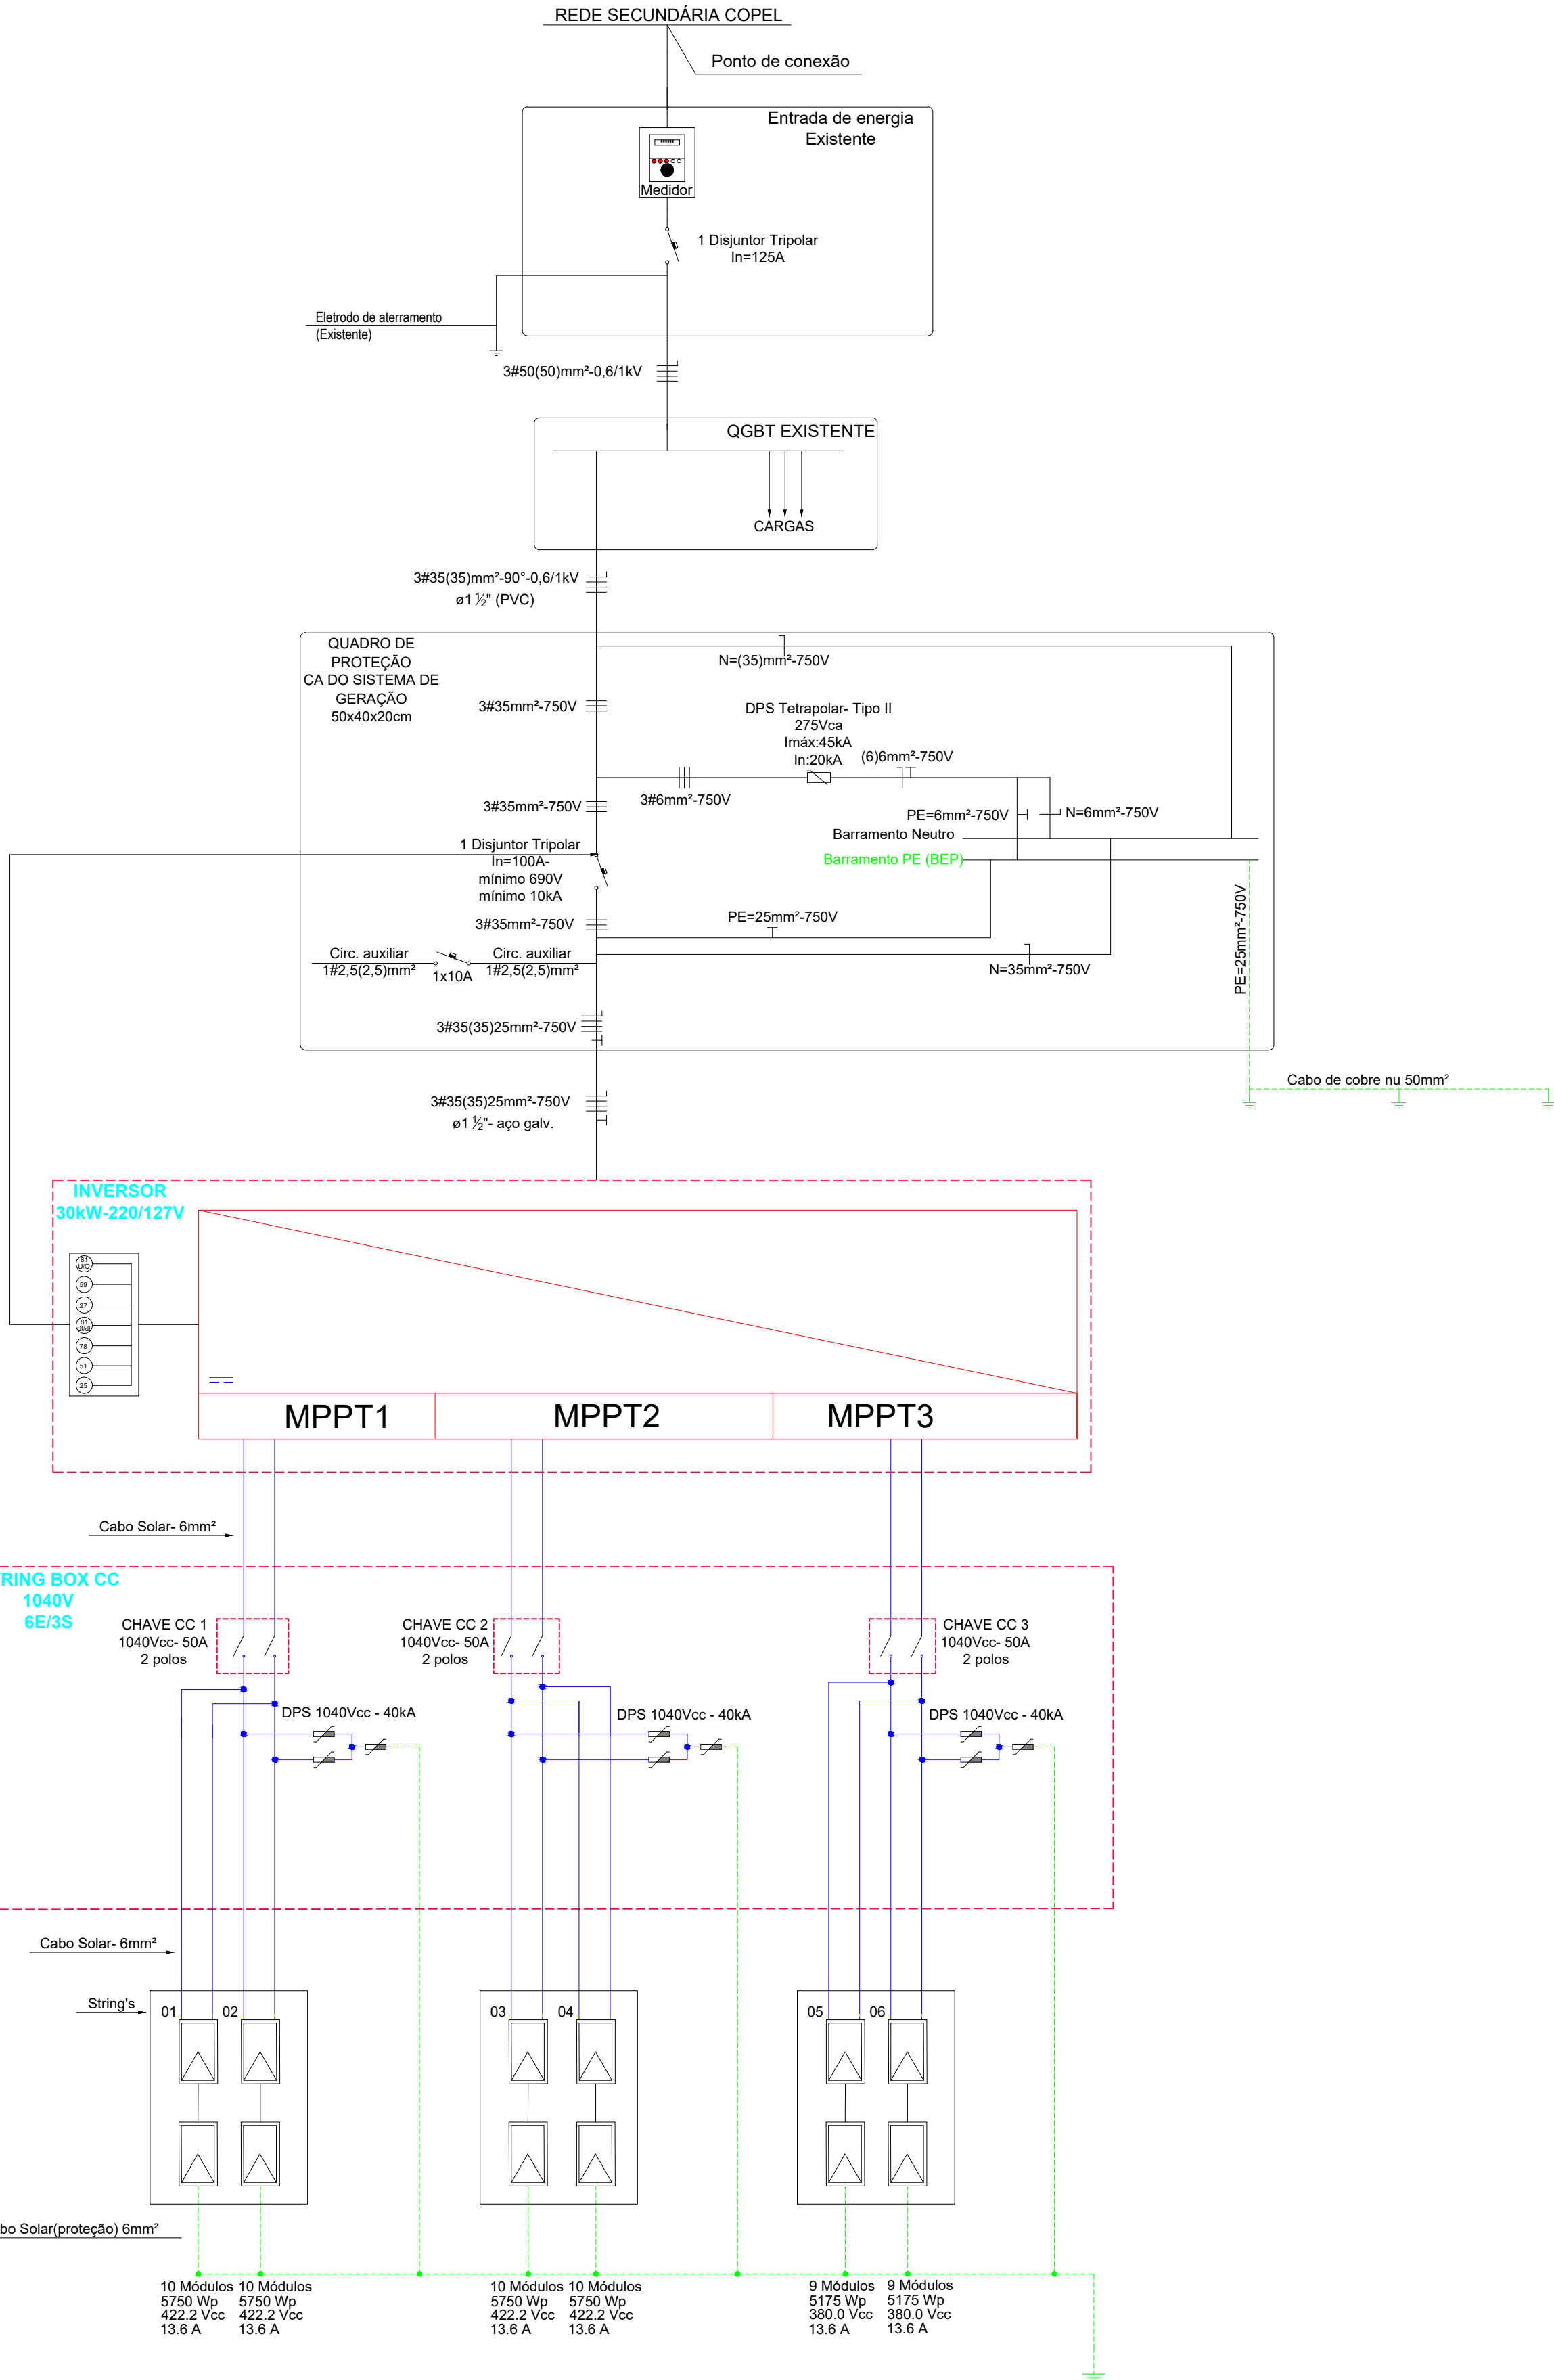 REDE SECUNDÁRIA COPEL
Ponto de conexão
Entrada de energia
Existente
Medidor
1 Disjuntor Tripolar
In=125A
Eletrodo de aterramento
(Existente)
3#50(50)mm²-0,6/1kV
QGBT EXISTENTE
CARGAS
3#35(35)mm²-90°-0,6/1kV
ø1 ½" (PVC)
QUADRO DE
PROTEÇÃO
CA DO SISTEMA DE
GERAÇÃO
50x40x20cm
N=(35)mm²-750V
3#35mm²-750V
DPS Tetrapolar- Tipo II
275Vca
Imáx:45kA
In:20kA
(6)6mm²-750V
3#6mm²-750V
3#35mm²-750V
PE=6mm²-750V
N=6mm²-750V
Barramento Neutro
Barramento PE (BEP)
1 Disjuntor Tripolar
In=100A-
mínimo 690V
mínimo 10kA
3#35mm²-750V
PE=25mm²-750V
PE=25mm²-750V
Circ. auxiliar
1#2,5(2,5)mm²
1x10A
Circ. auxiliar
1#2,5(2,5)mm²
N=35mm²-750V
3#35(35)25mm²-750V
Cabo de cobre nu 50mm²
3#35(35)25mm²-750V
ø1 ½"- aço galv.
INVERSOR
30kW-220/127V
81
U/O
59
27
81
df/dt
78
51
25
MPPT1
MPPT2
MPPT3
Cabo Solar- 6mm²
RING BOX CC
1040V
6E/3S
CHAVE CC 1
1040Vcc- 50A
2 polos
CHAVE CC 2
1040Vcc- 50A
2 polos
CHAVE CC 3
1040Vcc- 50A
2 polos
DPS 1040Vcc - 40kA
DPS 1040Vcc - 40kA
DPS 1040Vcc - 40kA
Cabo Solar- 6mm²
String's
01
02
03
04
05
06
bo Solar(proteção) 6mm²
10 Módulos
5750 Wp
422.2 Vcc
13.6 A
10 Módulos
5750 Wp
422.2 Vcc
13.6 A
10 Módulos
5750 Wp
422.2 Vcc
13.6 A
10 Módulos
5750 Wp
422.2 Vcc
13.6 A
9 Módulos
5175 Wp
380.0 Vcc
13.6 A
9 Módulos
5175 Wp
380.0 Vcc
13.6 A